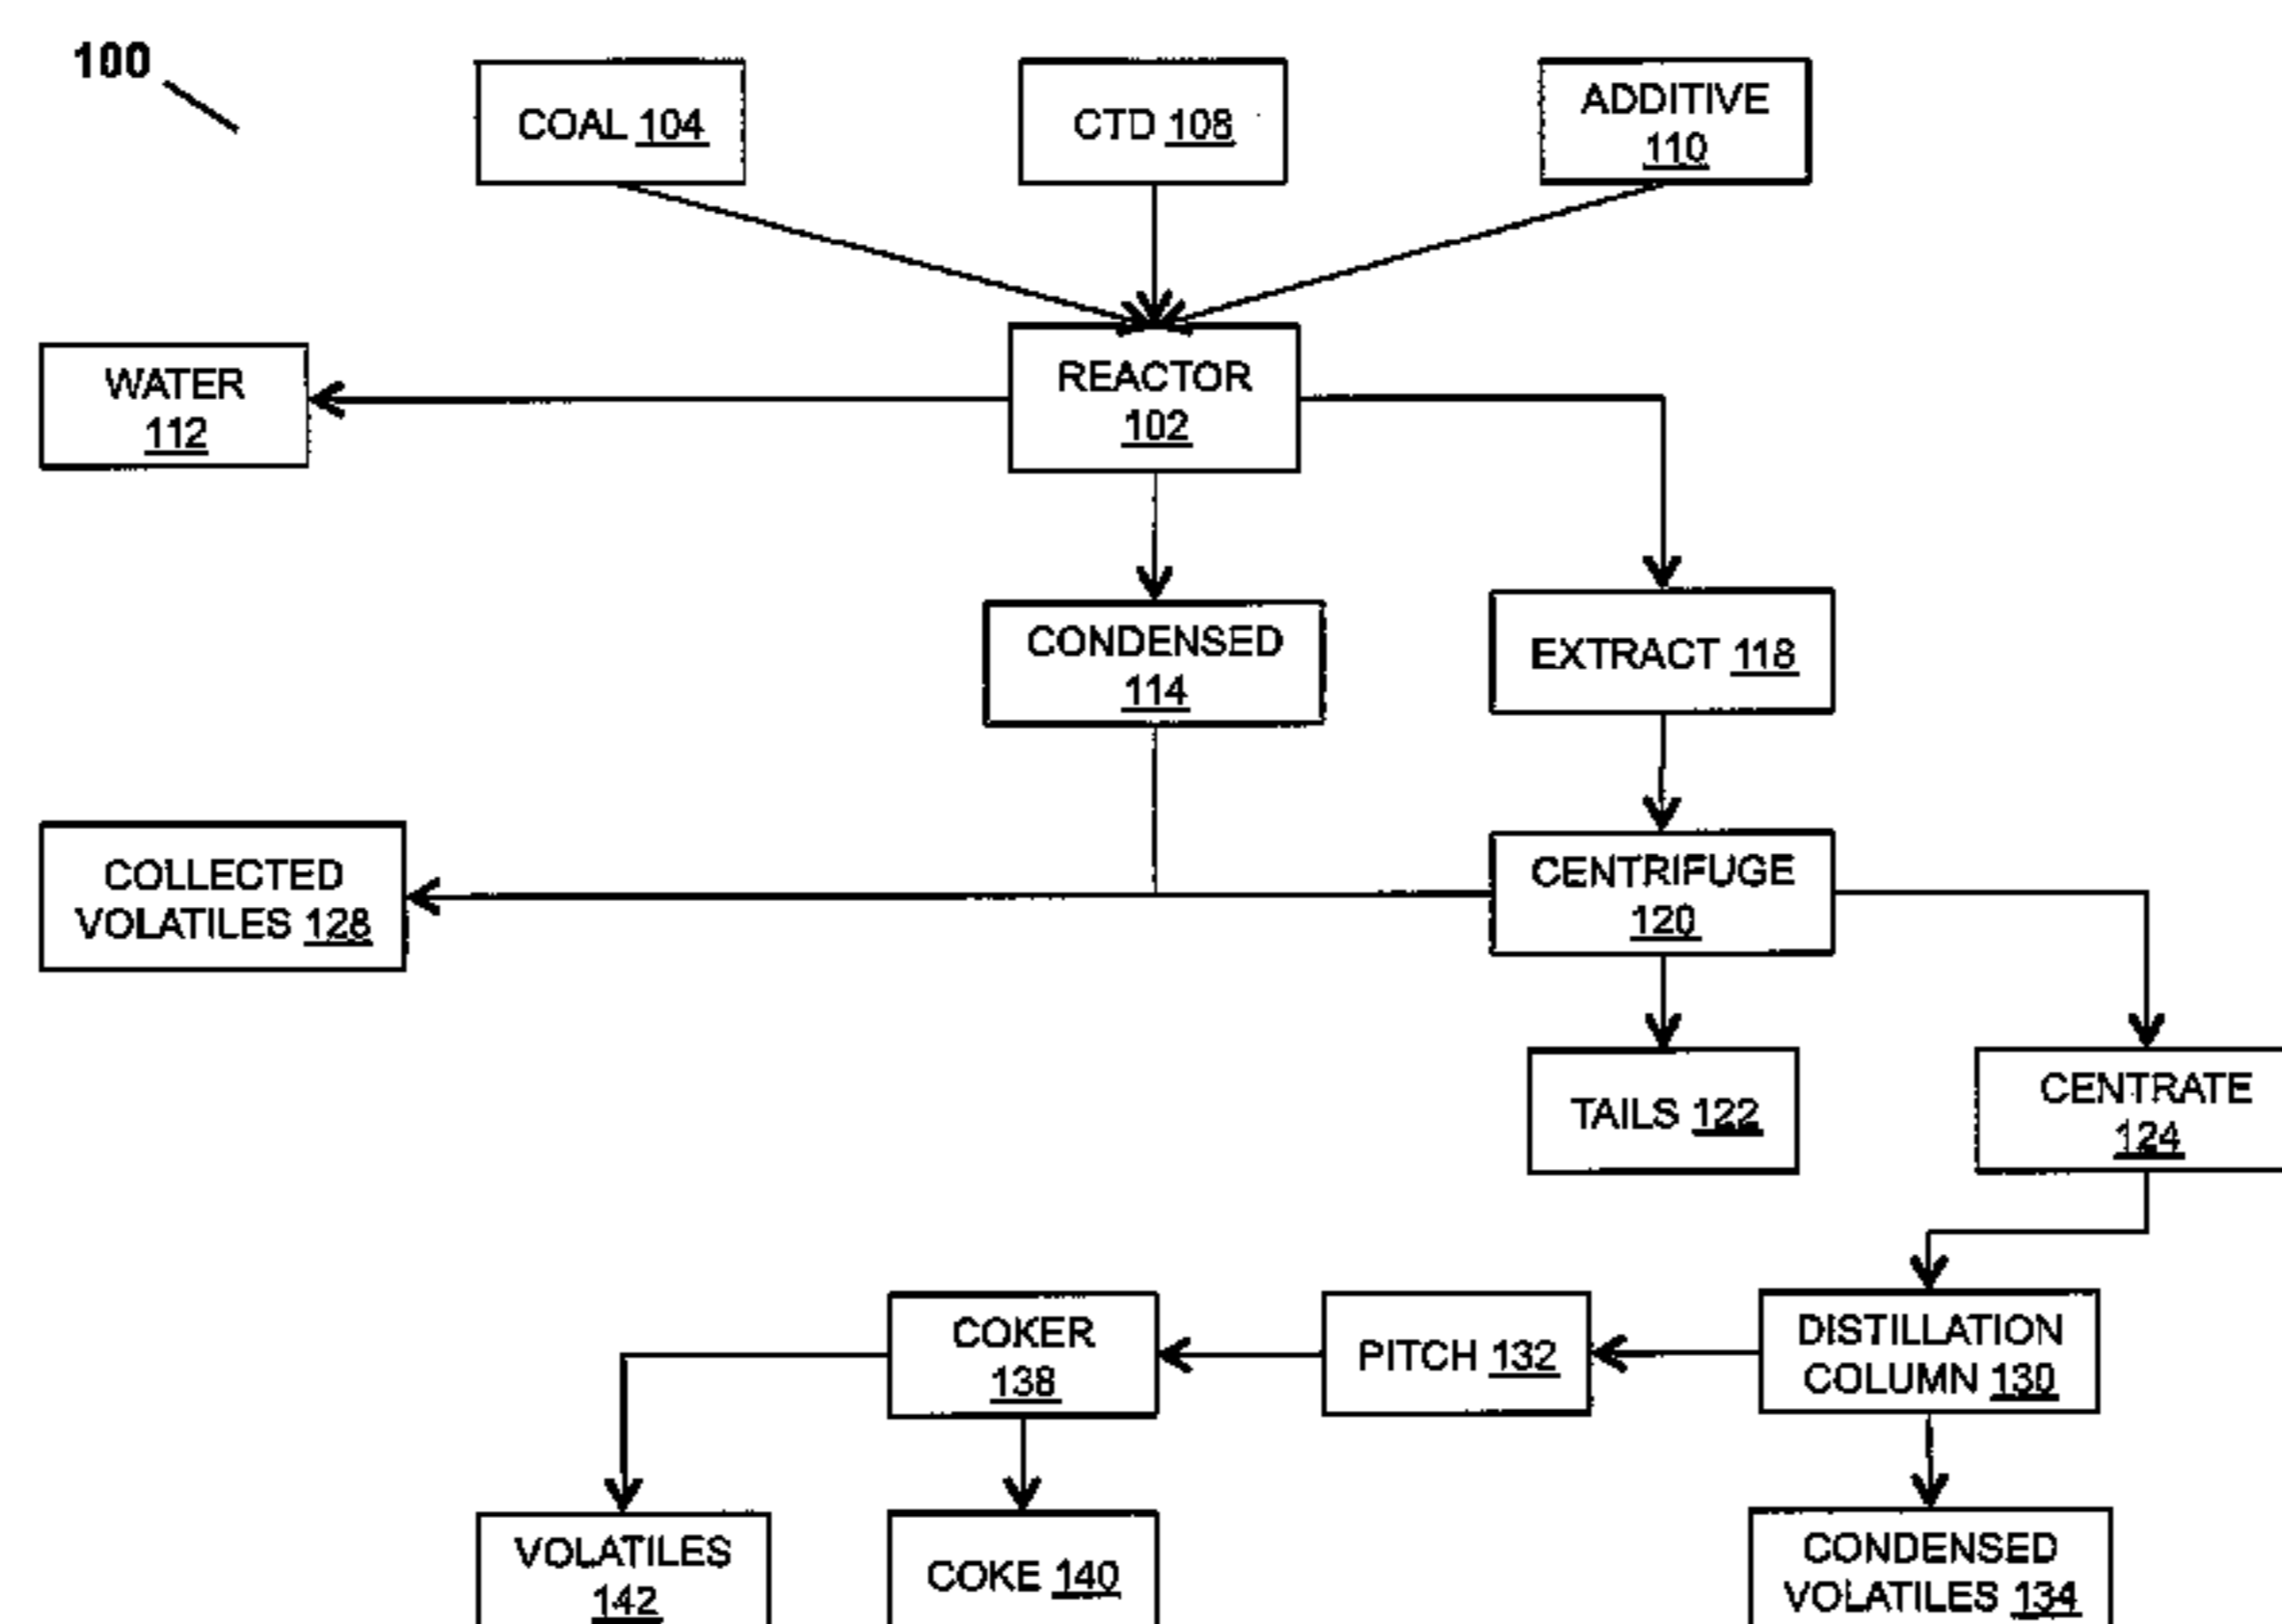 100
COAL 104
CTD 108
ADDITIVE
110
WATER
112
REACTOR
102
CONDENSED
114
EXTRACT 118
COLLECTED
VOLATILES 128
CENTRIFUGE
120
TAILS 122
CENTRATE
124
COKER
138
PITCH 132
DISTILLATION
COLUMN 130
VOLATILES
142
COKE 140
CONDENSED
VOLATILES 134